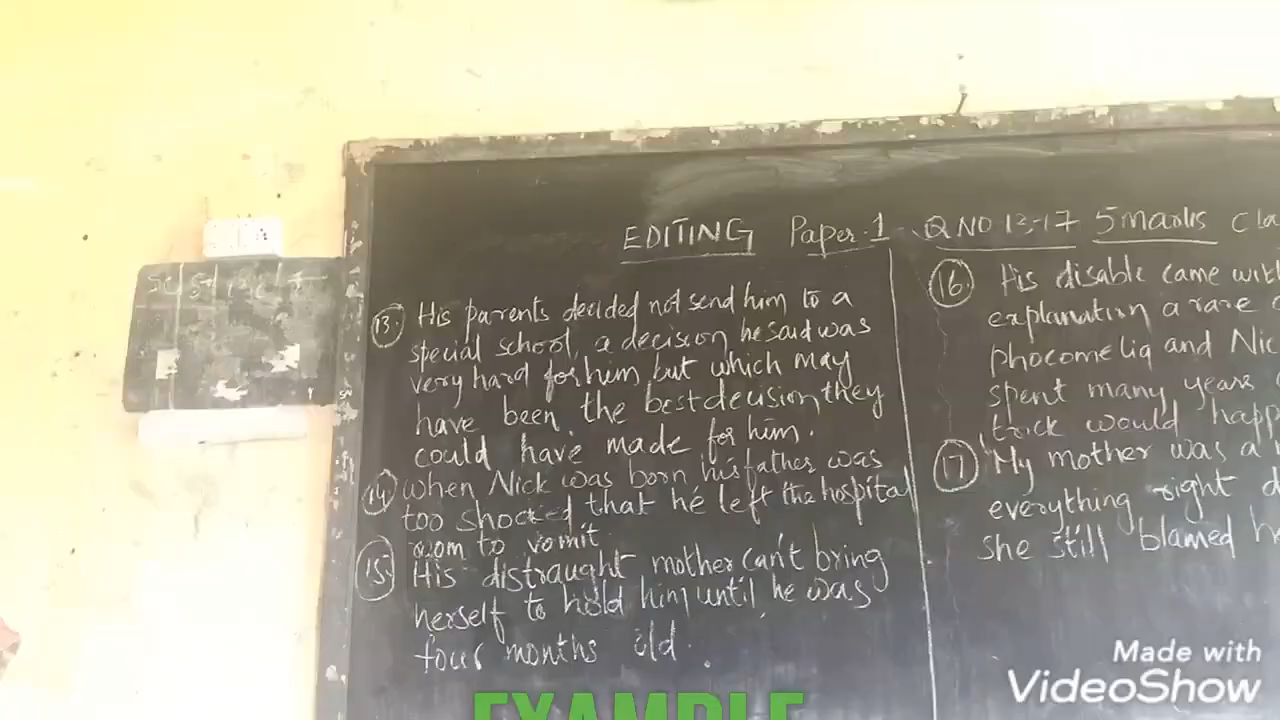 EDITING Paper-1 Q NO 13-17 5 marks Cla
13. His parents decided not send him to a
special school, a decision he said was
very hard for him but which may
have been the best decision they
could have made for him.
14 When Nick was born his father was
too shocked that he left the hospital
room to vomit
15 His distraught mother can't bring
herself to hold him until he was
four months old.
16. His disable came with
explanation a rare
phocomelia and Nic
spent many years
trick would happ
17 'My mother was a
everything right d
she still blamed h
EXAMPLE
Made with
VideoShow